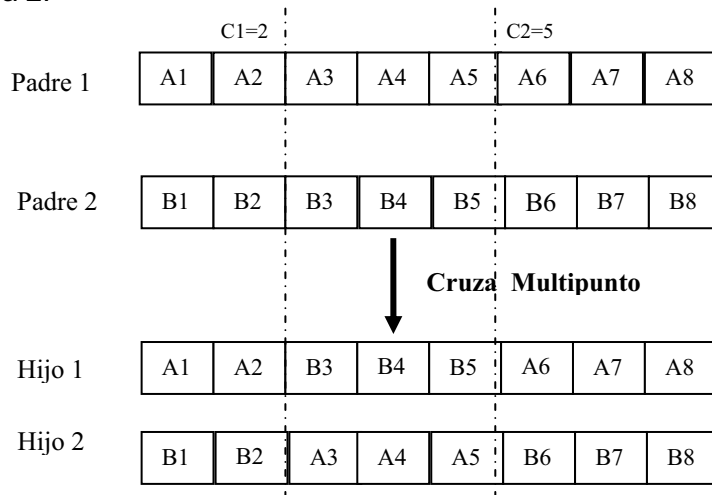 C1=2 C2=5
Padre 1 A1 A2 A3 A4 A5 A6 A7 A8
Padre 2 B1 B2 B3 B4 B5 B6 B7 B8
Cruza Multipunto
Hijo 1 A1 A2 B3 B4 B5 A6 A7 A8
Hijo 2 B1 B2 A3 A4 A5 B6 B7 B8